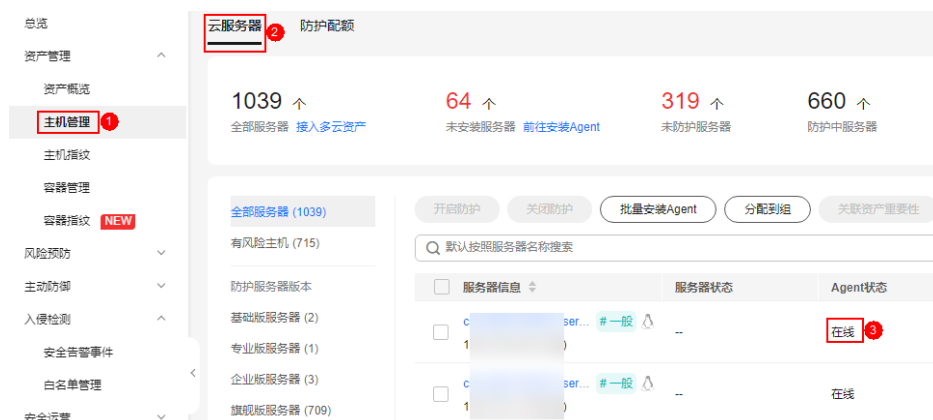 总览
资产管理
资产概览
主机管理 1
主机指纹
容器管理
容器指纹 NEW
风险预防
主动防御
入侵检测
安全告警事件
白名单管理
安全运营
云服务器 2 防护配额
1039 个
全部服务器 接入多云资产
64 个
未安装服务器 前往安装Agent
319 个
未防护服务器
660 个
防护中服务器
全部服务器 (1039)
有风险主机 (715)
防护服务器版本
基础版服务器 (2)
专业版服务器 (1)
企业版服务器 (3)
旗舰版服务器 (709)
开启防护 关闭防护 批量安装Agent 分配到组 关联资产重要性
默认按照服务器名称搜索
服务器信息 服务器状态 Agent状态
c ser... #一般 -- 在线 3
1 )
c ser... #一般 -- 在线
1 )